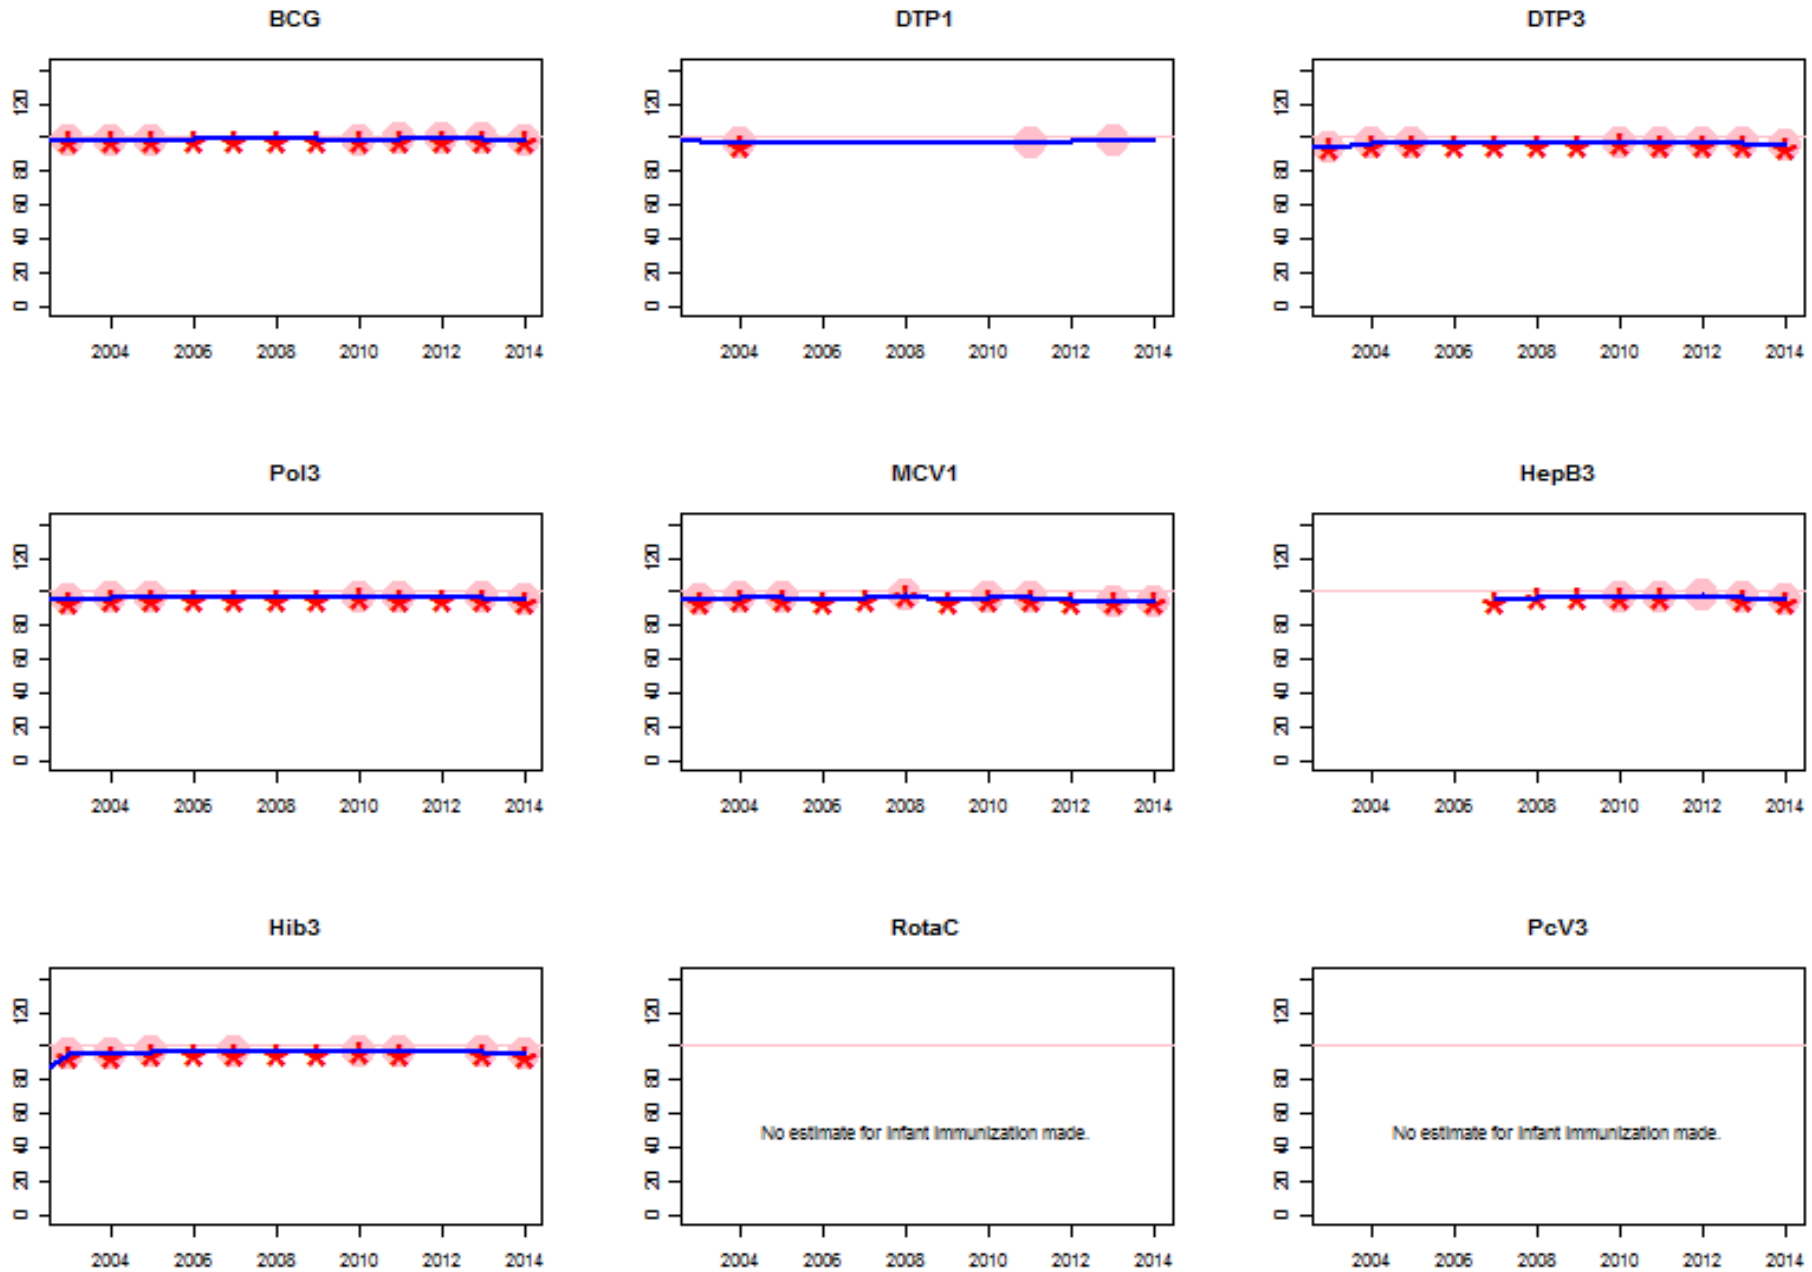 BCG DTP1 DTP3
120 120 120
80 80 80
60 60 60
40 40 40
20 20 20
0 0 0
2004 2006 2008 2010 2012 2014 2004 2006 2008 2010 2012 2014 2004 2006 2008 2010 2012 2014
Pol3 MCV1 HepB3
120 120 120
80 80 80
60 60 60
40 40 40
20 20 20
0 0 0
2004 2006 2008 2010 2012 2014 2004 2006 2008 2010 2012 2014 2004 2006 2008 2010 2012 2014
Hib3 RotaC PcV3
120 120 120
80 80 80
60 60 60
No estimate for infant immunization made. No estimate for infant immunization made.
40 40 40
20 20 20
0 0 0
2004 2006 2008 2010 2012 2014 2004 2006 2008 2010 2012 2014 2004 2006 2008 2010 2012 2014